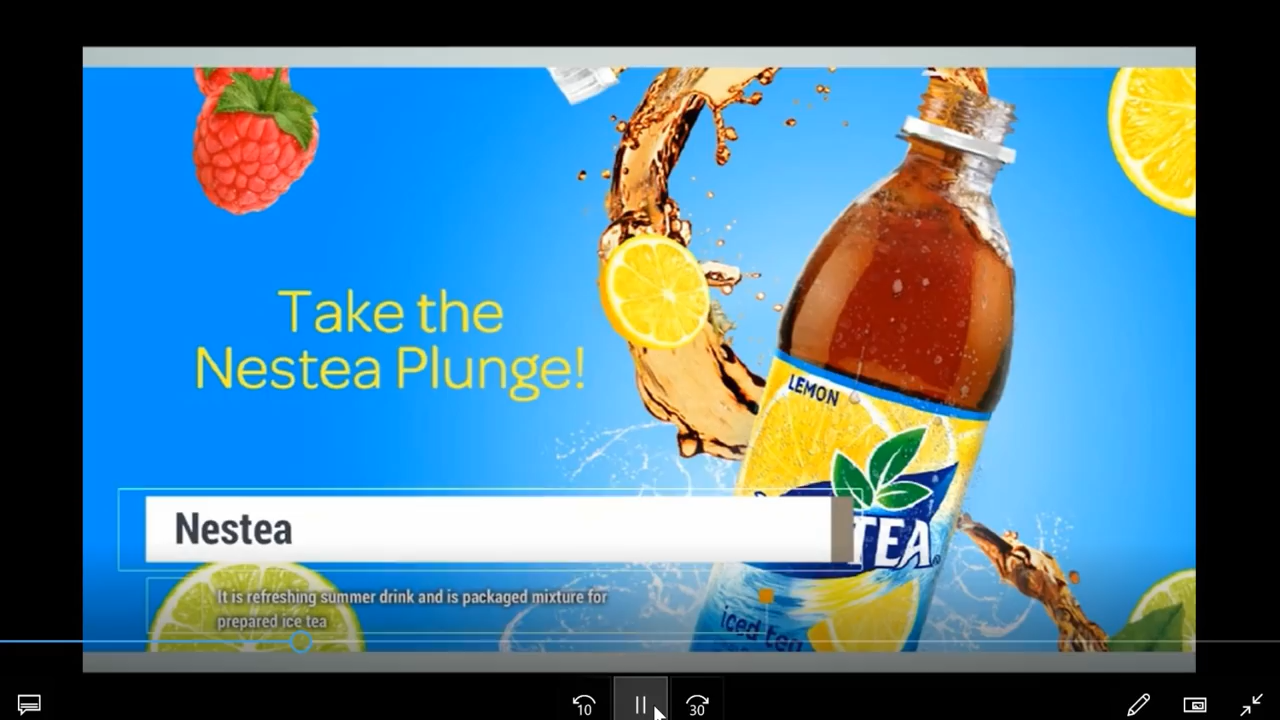 Take the
Nestea Plunge!
LEMON
TEA
Nestea
It is refreshing summer drink and is packaged mixture for
prepared ice tea
iced tea
10
30